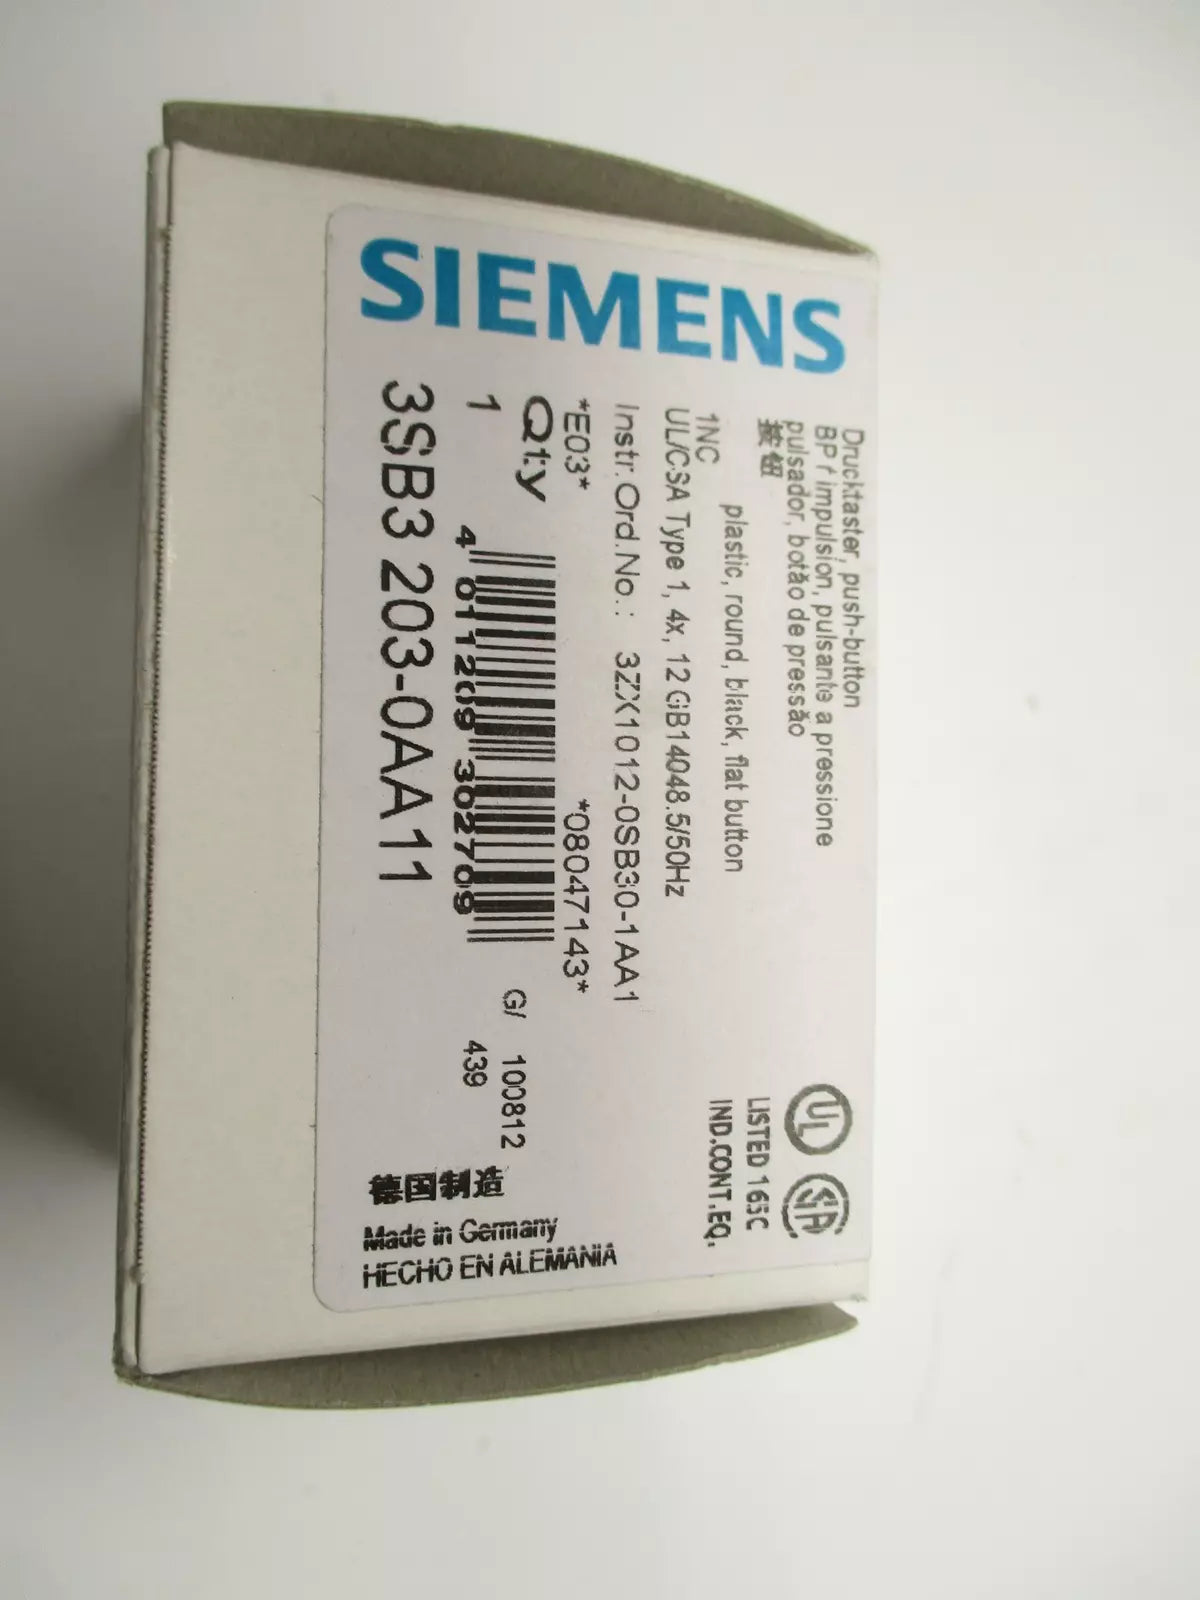 SIEMENS
Drucktaster, push-button
BP f impulsion, pulsante a pressione
pulsador, botão de pressão
按钮
plastic, round, black, flat button
1NC
UL/CSA Type 1, 4x, 12 GB14048.5/50Hz
Instr. Ord. No.: 3ZX1012-0SB30-1AA1
*E03* *08047143*
Qty
1
4 011209 302709
3SB3 203-0AA11
UL SA
LISTED 165C
IND.CONT.EQ.
G/ 100812
439
德国制造
Made in Germany
HECHO EN ALEMANIA